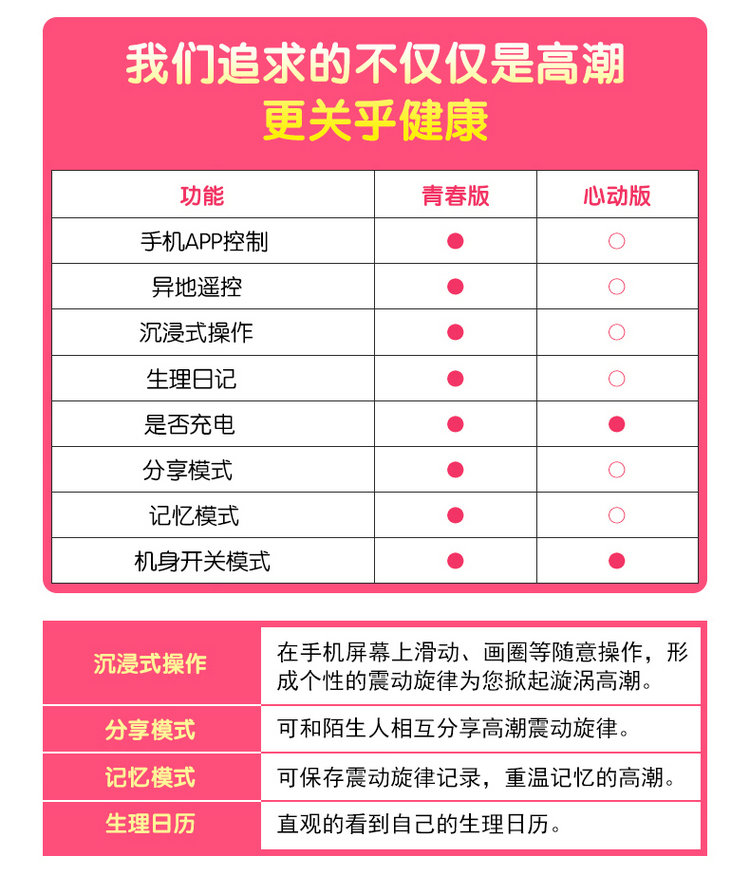 我们追求的不仅仅是高潮
更关乎健康
功能 青春版 心动版
手机APP控制 ● ○
异地遥控 ● ○
沉浸式操作 ● ○
生理日记 ● ○
是否充电 ● ●
分享模式 ● ○
记忆模式 ● ○
机身开关模式 ● ●
沉浸式操作 在手机屏幕上滑动、画圈等随意操作，形
成个性的震动旋律为您掀起漩涡高潮。
分享模式 可和陌生人相互分享高潮震动旋律。
记忆模式 可保存震动旋律记录，重温记忆的高潮。
生理日历 直观的看到自己的生理日历。